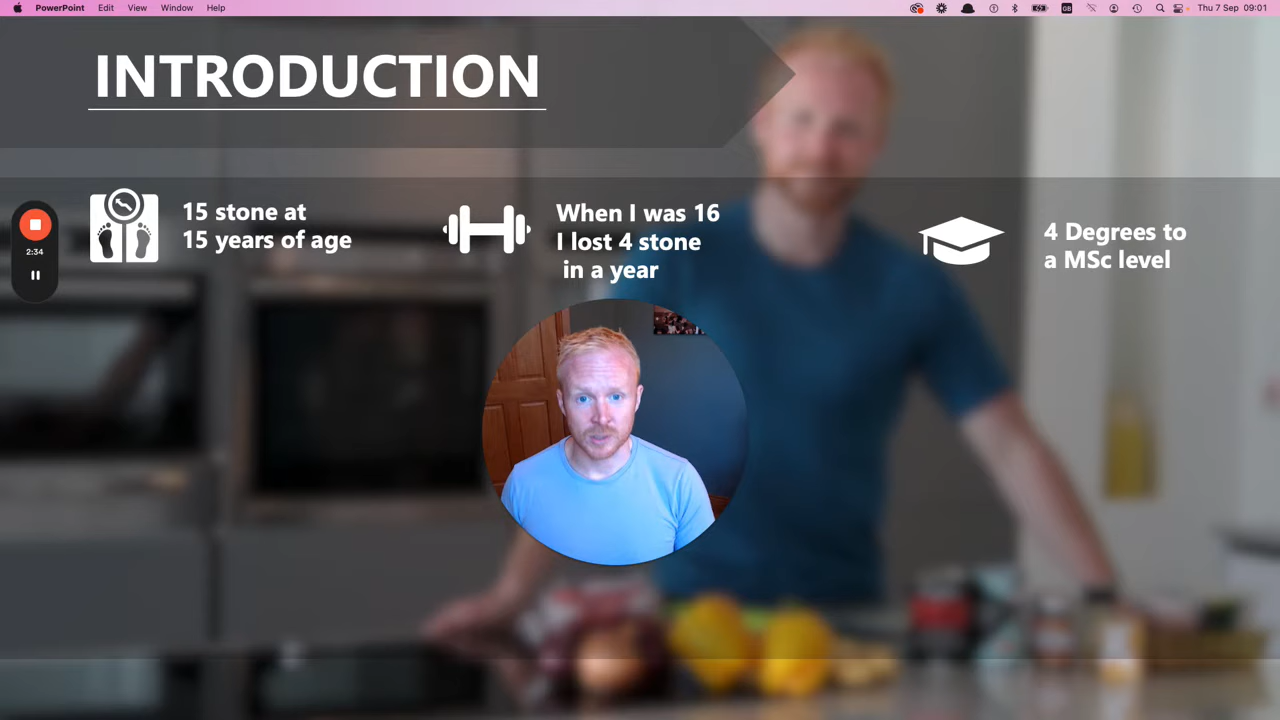 PowerPoint Edit View Window Help
GB Thu 7 Sep 09:01
INTRODUCTION
15 stone at
15 years of age
When I was 16
I lost 4 stone
in a year
4 Degrees to
a MSc level
2:34